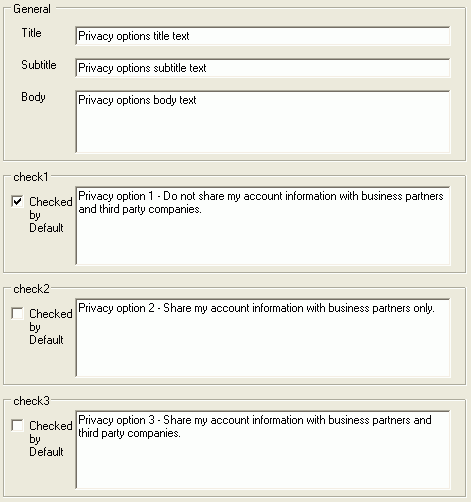 General
Title
Privacy options title text
Subtitle
Privacy options subtitle text
Body
Privacy options body text
check1
Checked
by
Default
Privacy option 1 - Do not share my account information with business partners
and third party companies.
check2
Checked
by
Default
Privacy option 2 - Share my account information with business partners only.
check3
Checked
by
Default
Privacy option 3 - Share my account information with business partners and
third party companies.